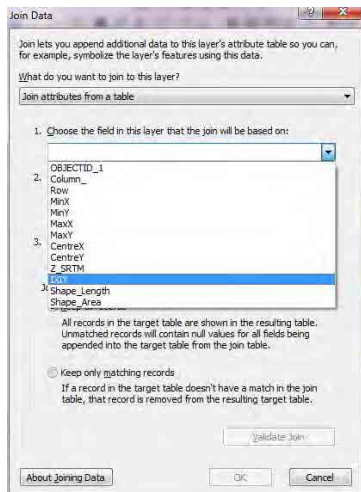 Join Data
Join lets you append additional data to this layer's attribute table so you can,
for example, symbolize the layer's features using this data.
What do you want to join to this layer?
Join attributes from a table
1. Choose the field in this layer that the join will be based on:
OBJECTID_1
2. Column_
Row
MinX
MinY
MaxX
3. MaxY
CentreX
CentreY
Z_SRTM
Shape_Length
Shape_Area
All records in the target table are shown in the resulting table.
Unmatched records will contain null values for all fields being
appended into the target table from the join table.
Keep only matching records
If a record in the target table doesn't have a match in the join
table, that record is removed from the resulting target table.
Validate Join
About Joining Data
OK
Cancel